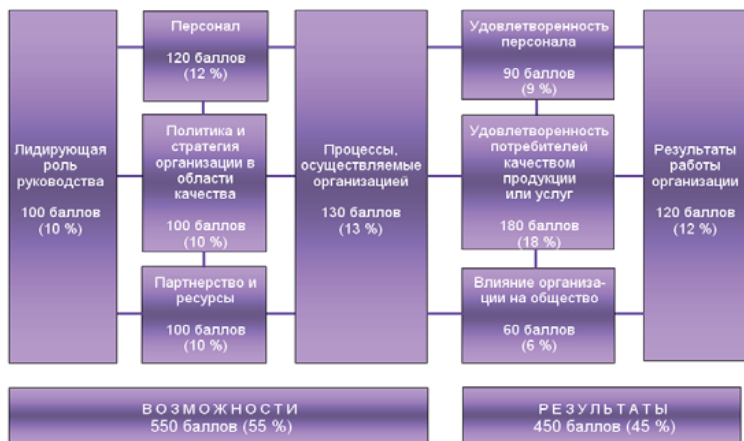 Лидирующая
роль
руководства
100 баллов
(10 %)
Персонал
120 баллов
(12 %)
Политика и
стратегия
организации в
области
качества
100 баллов
(10 %)
Партнерство и
ресурсы
100 баллов
(10 %)
Процессы,
осуществляемые
организацией
130 баллов
(13 %)
Удовлетворенность
персонала
90 баллов
(9 %)
Удовлетворенность
потребителей
качеством
продукции
или услуг
180 баллов
(18 %)
Влияние организа-
ции на общество
60 баллов
(6 %)
Результаты
работы
организации
120 баллов
(12 %)
ВОЗМОЖНОСТИ
550 баллов (55 %)
РЕЗУЛЬТАТЫ
450 баллов (45 %)